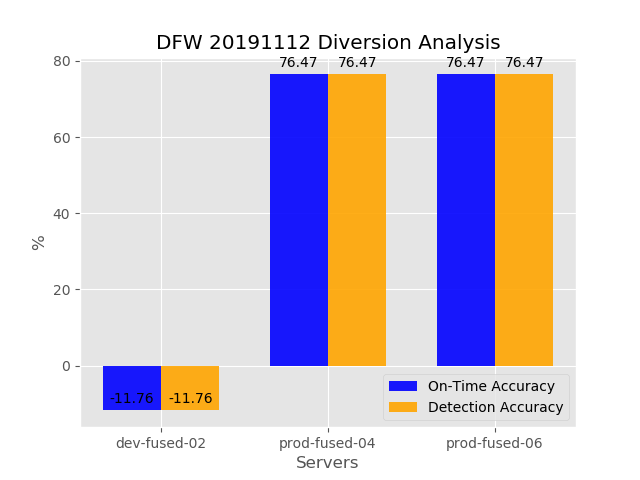 DFW 20191112 Diversion Analysis
80
60
40
20
0
%
76.47 76.47 76.47 76.47
-11.76 -11.76
On-Time Accuracy
Detection Accuracy
dev-fused-02 prod-fused-04 prod-fused-06
Servers